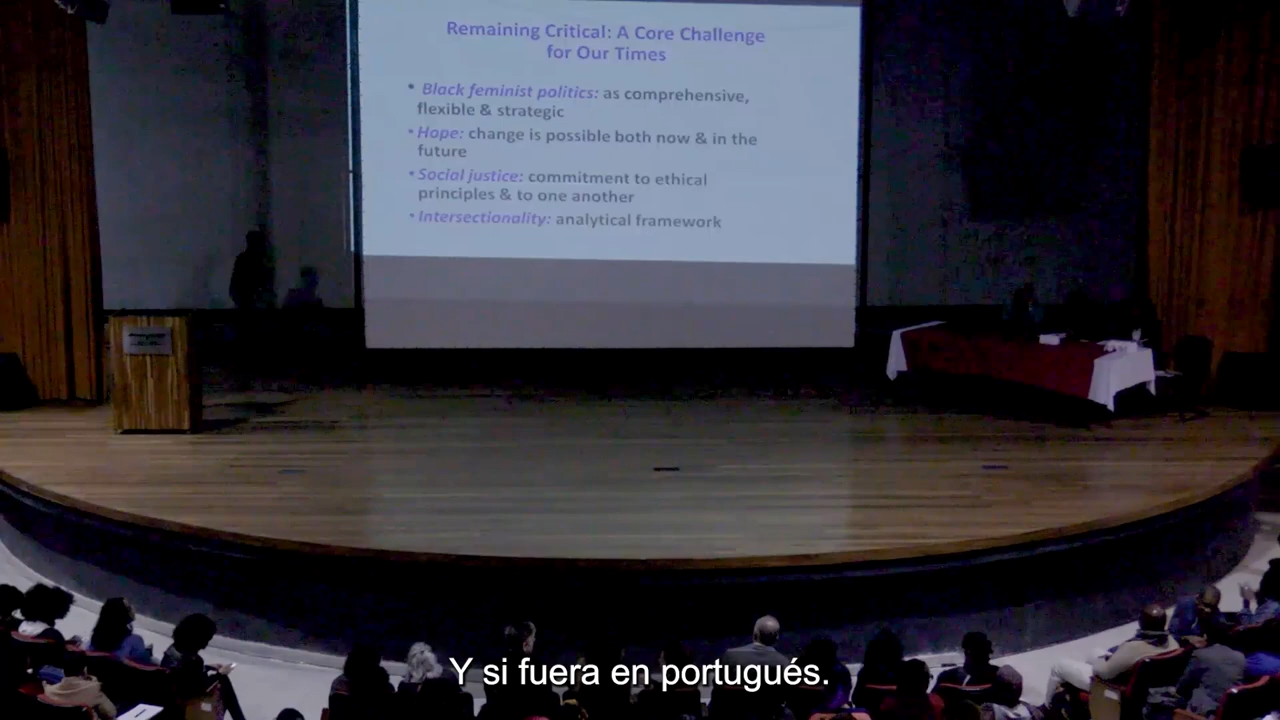 Remaining Critical: A Core Challenge
for Our Times
• Black feminist politics: as comprehensive,
flexible & strategic
• Hope: change is possible both now & in the
future
• Social justice: commitment to ethical
principles & to one another
• Intersectionality: analytical framework
Y si fuera en portugués.